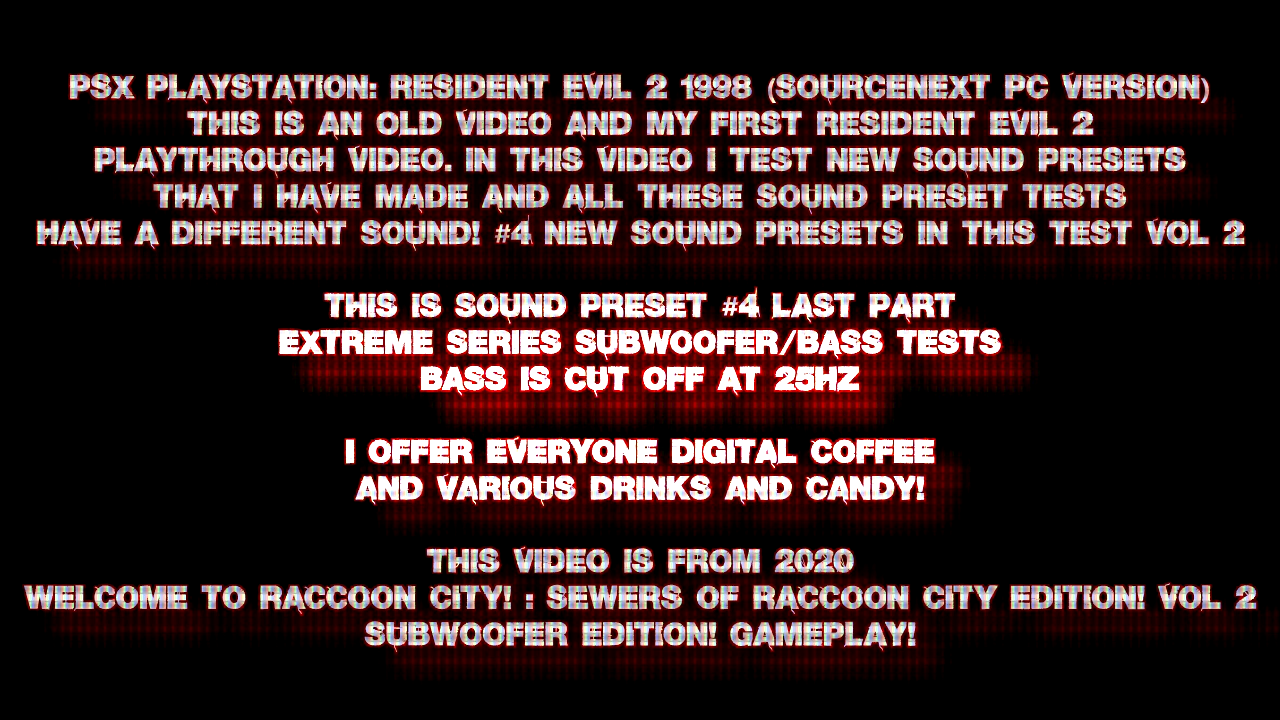 PSX PLAYSTATION: RESIDENT EVIL 2 1998 (SOURCENEXT PC VERSION)
THIS IS AN OLD VIDEO AND MY FIRST RESIDENT EVIL 2
PLAYTHROUGH VIDEO. IN THIS VIDEO I TEST NEW SOUND PRESETS
THAT I HAVE MADE AND ALL THESE SOUND PRESET TESTS
HAVE A DIFFERENT SOUND! #4 NEW SOUND PRESETS IN THIS TEST VOL 2
THIS IS SOUND PRESET #4 LAST PART
EXTREME SERIES SUBWOOFER/BASS TESTS
BASS IS CUT OFF AT 25HZ
I OFFER EVERYONE DIGITAL COFFEE
AND VARIOUS DRINKS AND CANDY!
THIS VIDEO IS FROM 2020
WELCOME TO RACCOON CITY! : SEWERS OF RACCOON CITY EDITION! VOL 2
SUBWOOFER EDITION! GAMEPLAY!